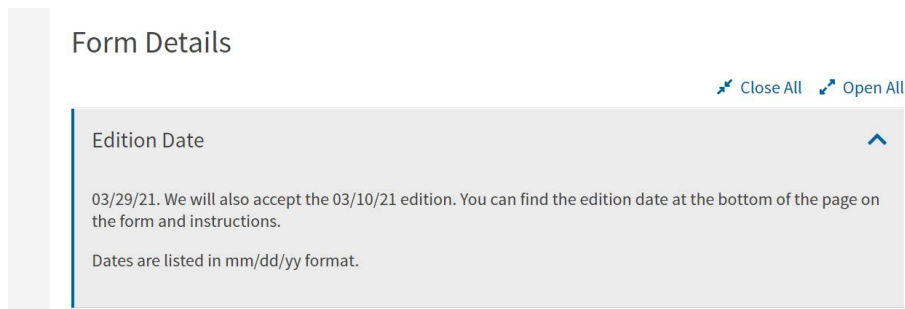 Form Details
Close All Open All
Edition Date
03/29/21. We will also accept the 03/10/21 edition. You can find the edition date at the bottom of the page on
the form and instructions.
Dates are listed in mm/dd/yy format.